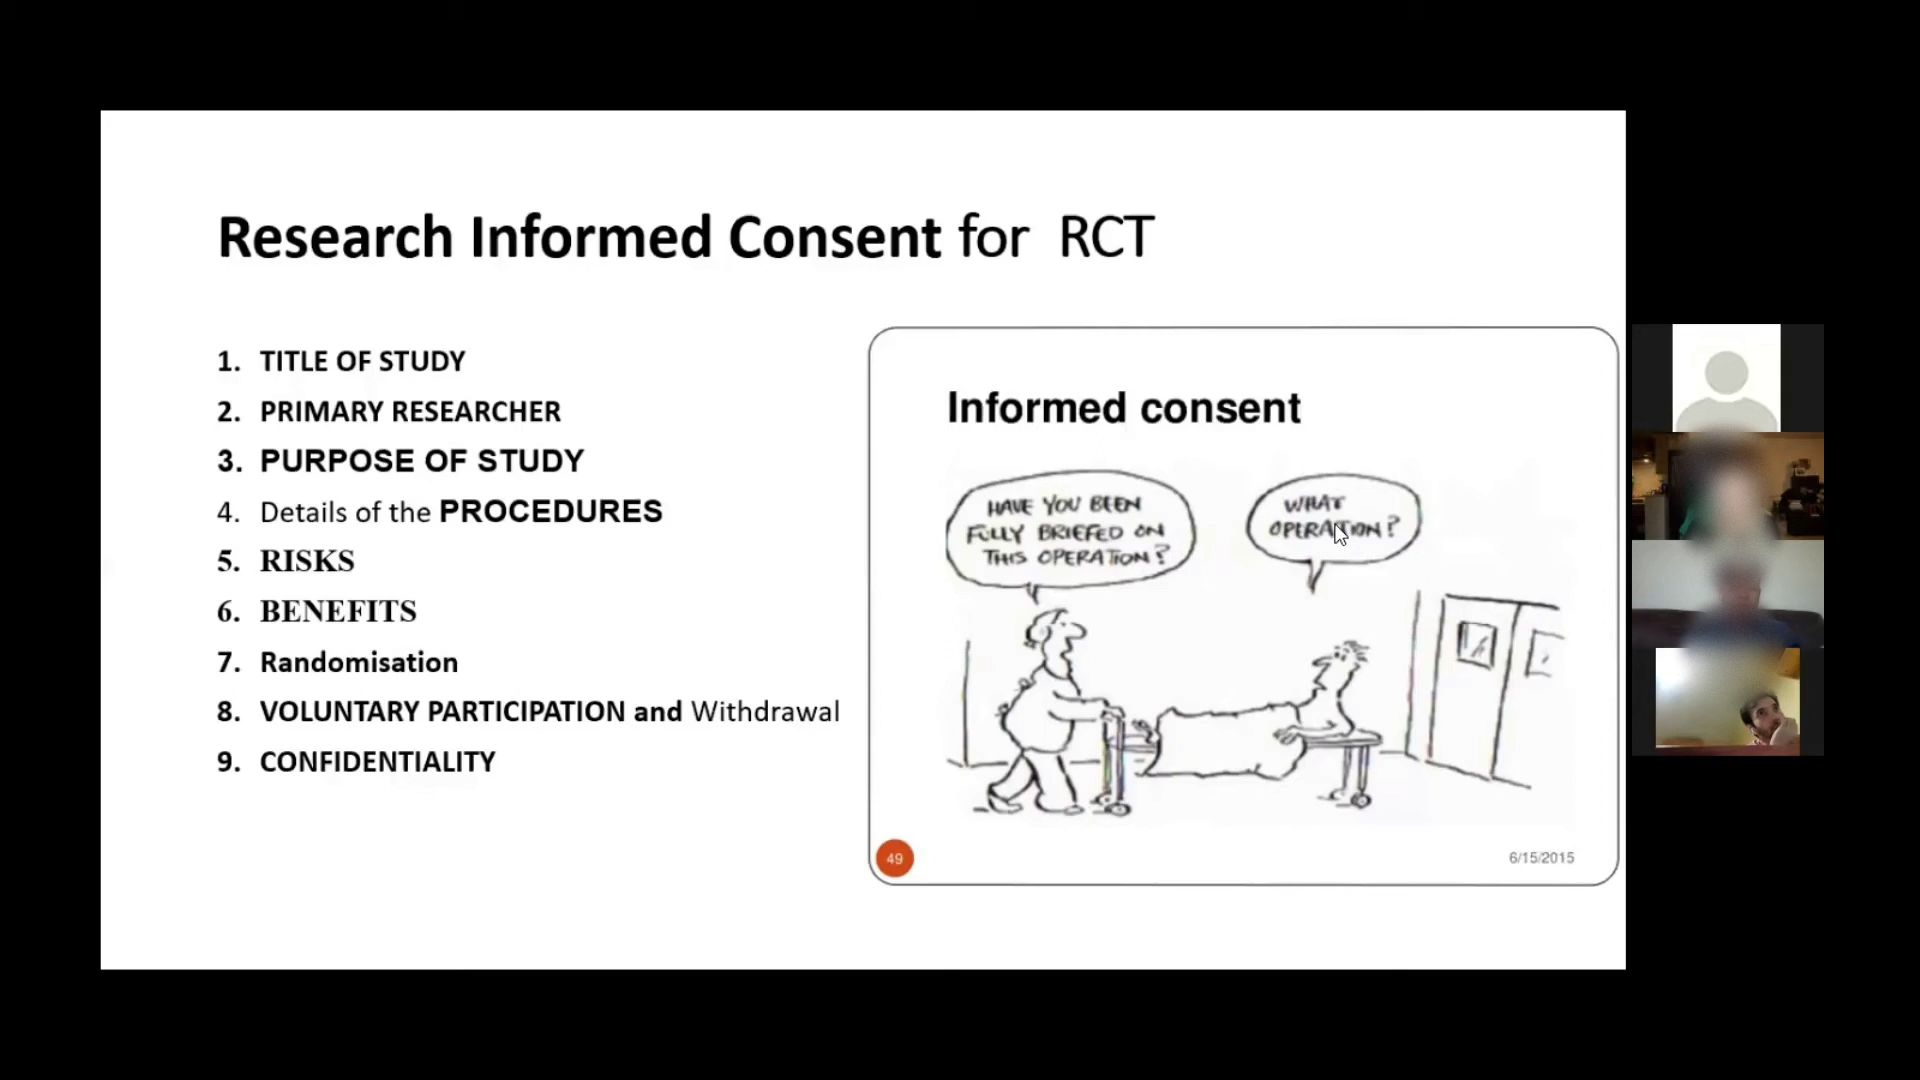 Research Informed Consent for RCT
1. TITLE OF STUDY
2. PRIMARY RESEARCHER
3. PURPOSE OF STUDY
4. Details of the PROCEDURES
5. RISKS
6. BENEFITS
7. Randomisation
8. VOLUNTARY PARTICIPATION and Withdrawal
9. CONFIDENTIALITY
Informed consent
HAVE YOU BEEN
FULLY BRIEFED ON
THIS OPERATION?
WHAT
OPERATION?
49
6/15/2015